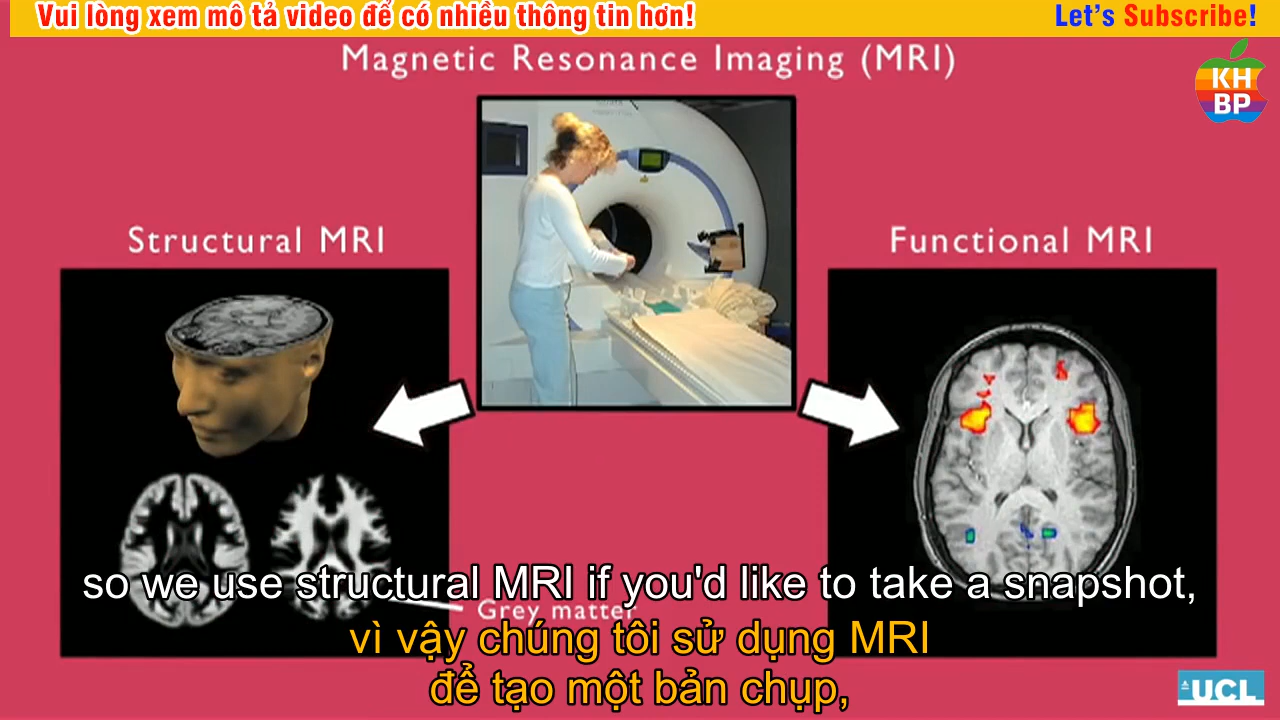 Vui lòng xem mô tả video để có nhiều thông tin hơn!
Let's Subscribe!
Magnetic Resonance Imaging (MRI)
KH
BP
Structural MRI
Functional MRI
so we use structural MRI if you'd like to take a snapshot,
Grey matter
vì vậy chúng tôi sử dụng MRI
để tạo một bản chụp,
UCL